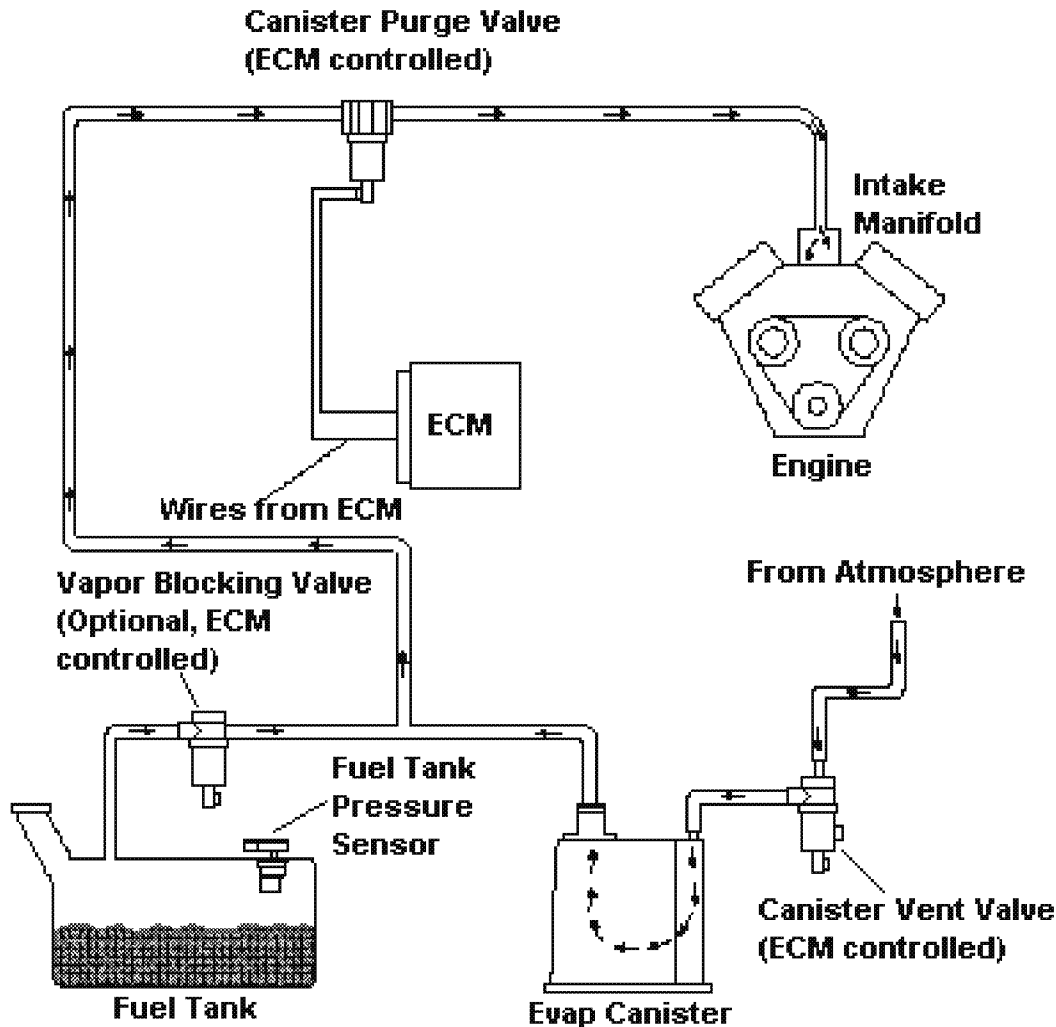 Canister Purge Valve
(ECM controlled)
Intake
Manifold
ECM
Engine
Wires from ECM
Vapor Blocking Valve
(Optional, ECM
controlled)
From Atmosphere
Fuel Tank
Pressure
Sensor
Canister Vent Valve
(ECM controlled)
Fuel Tank
Evap Canister